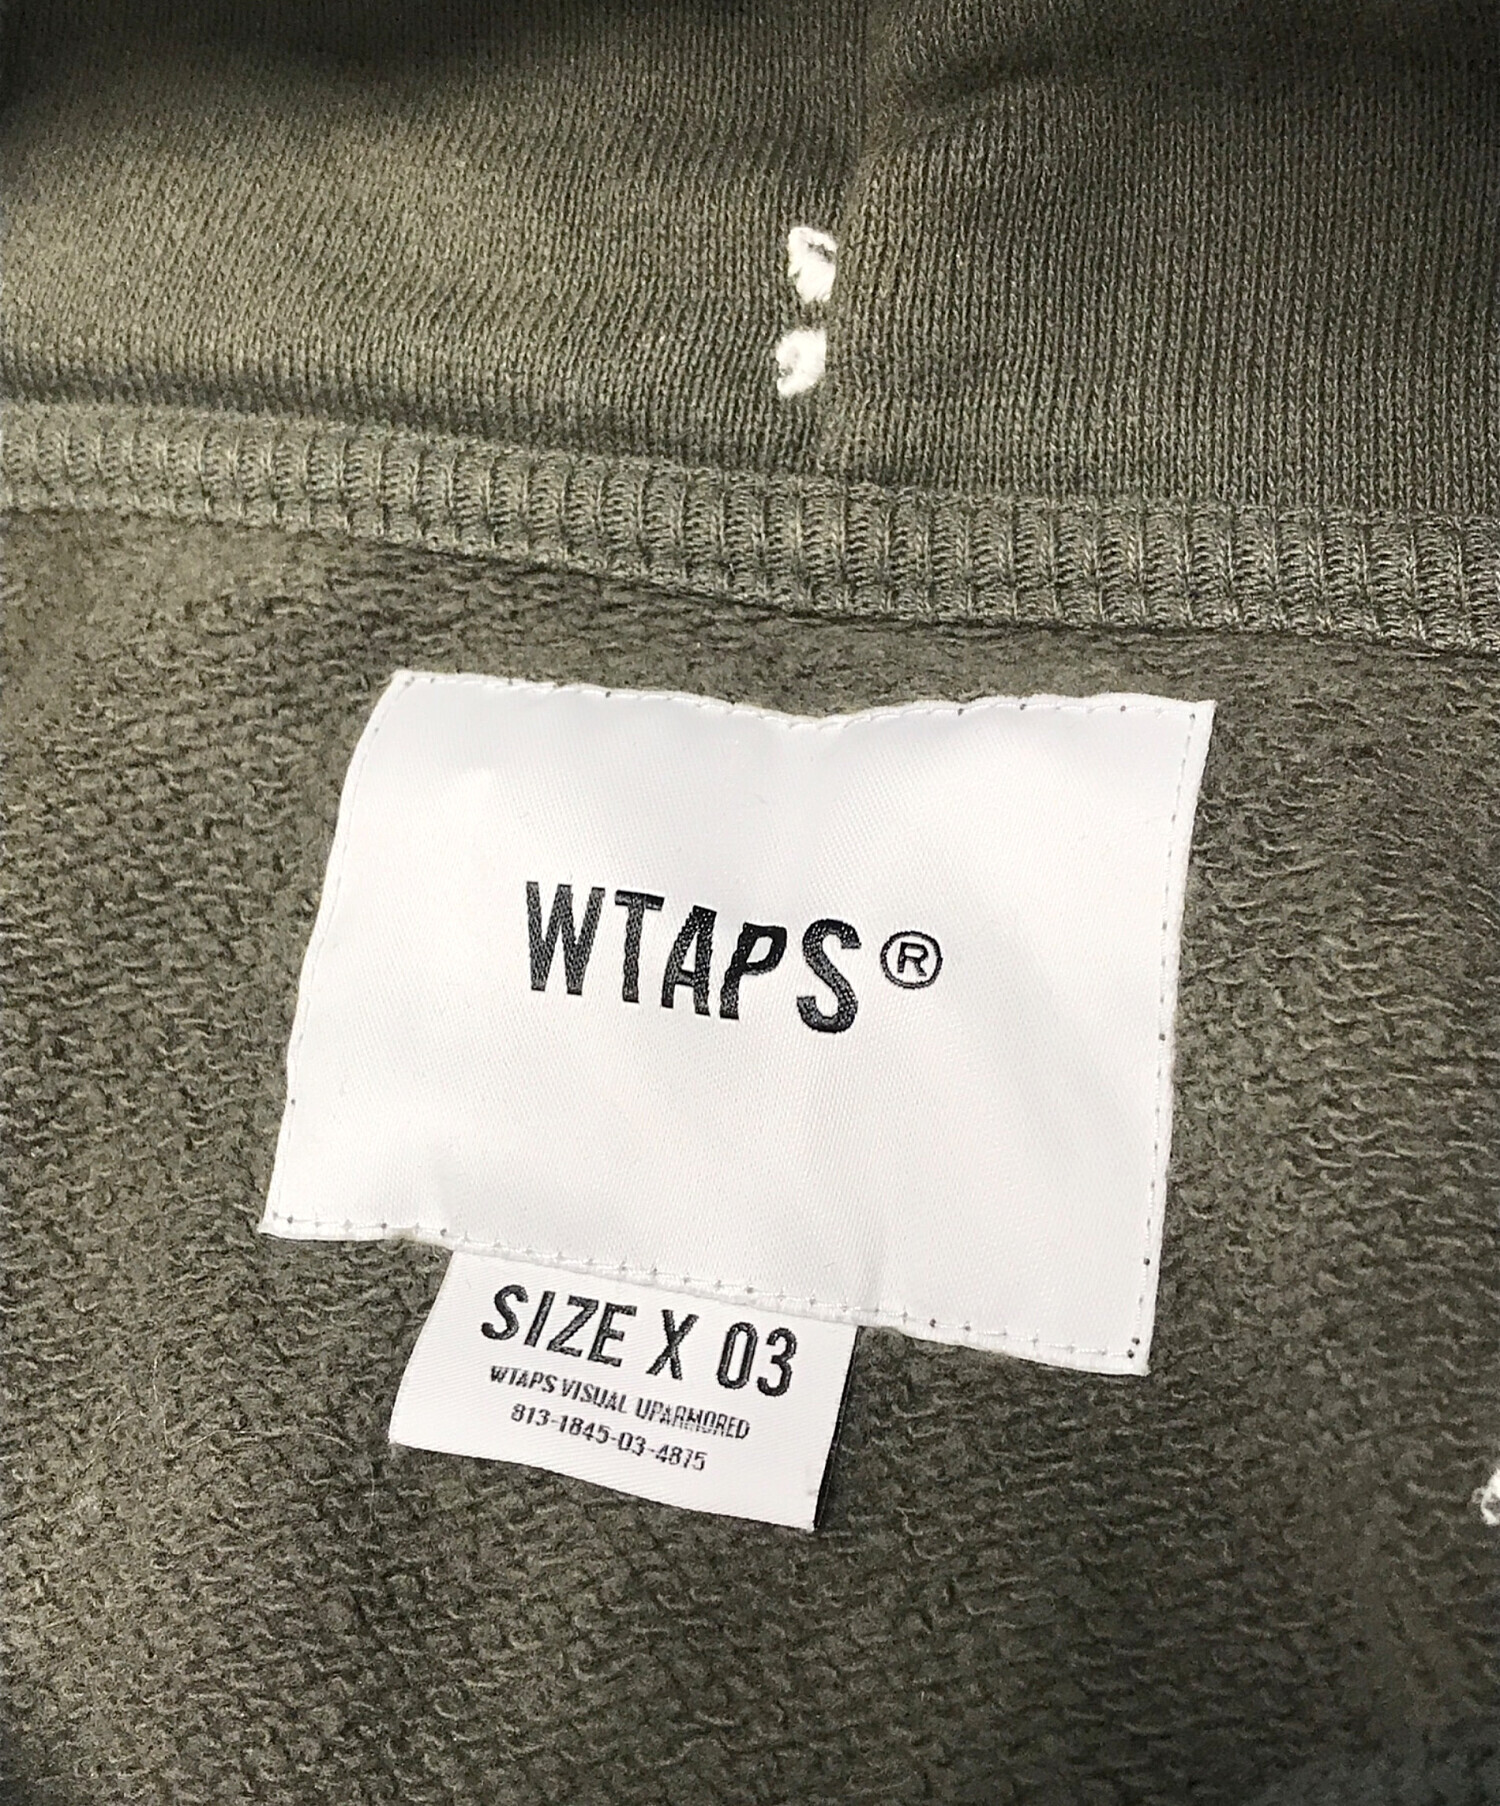 WTAPS®
SIZE X 03
WTAPS VISUAL UPARMORED
813-1845-03-4875